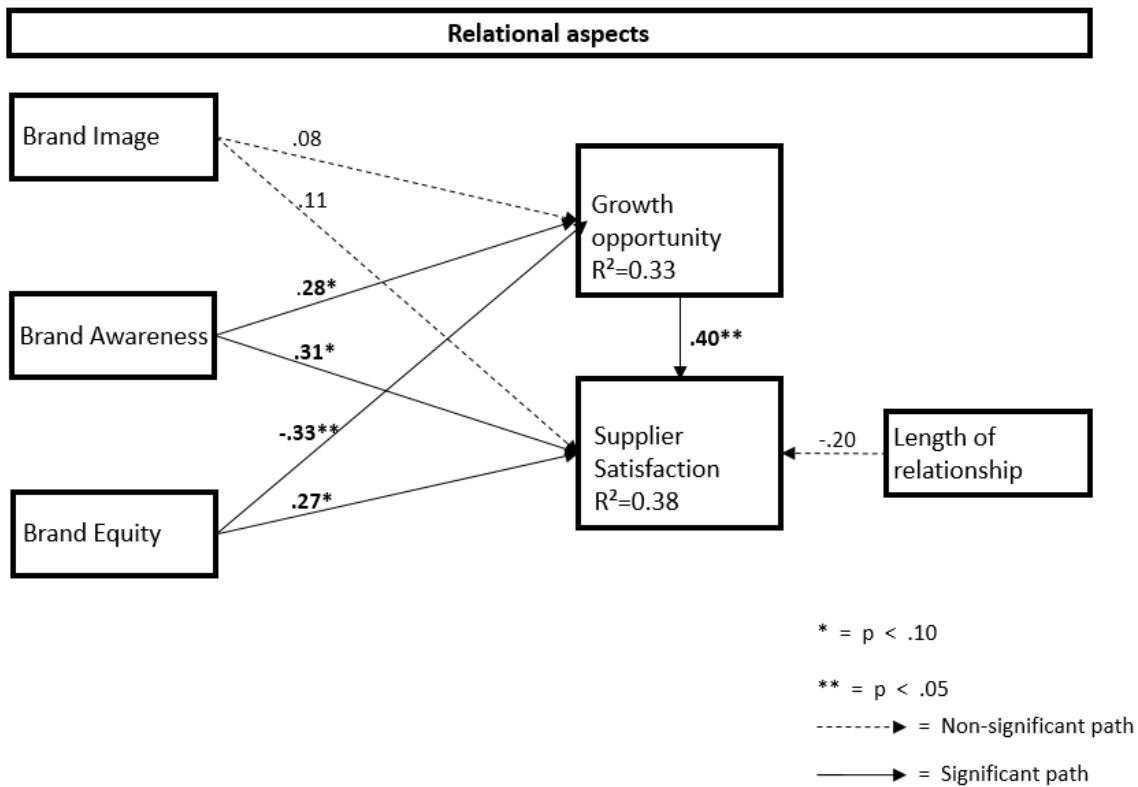 Relational aspects
Brand Image
.08
.11
Growth
opportunity
R²=0.33
.28*
Brand Awareness
.31*
.40**
-.33**
Supplier
Satisfaction
R²=0.38
-.20
Length of
relationship
.27*
Brand Equity
* = p < .10
** = p < .05
= Non-significant path
= Significant path